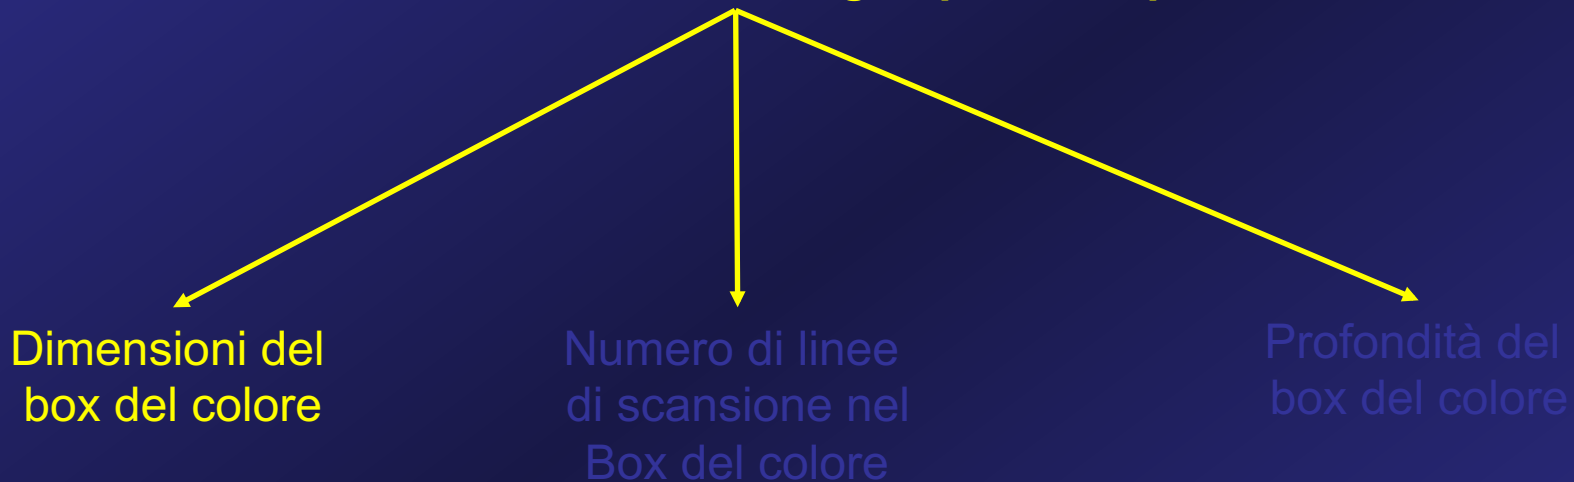 Dimensioni del
box del colore
Numero di linee
di scansione nel
Box del colore
Profondità del
box del colore